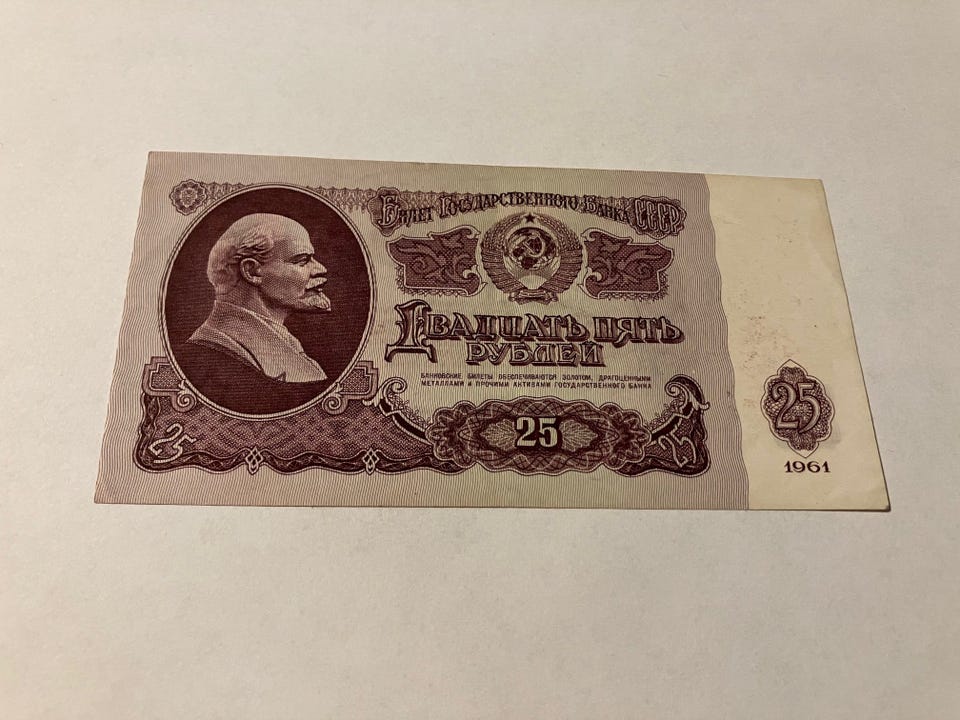 Билет Государственного Банка СССР
Двадцать пять
рублей
БАНКОВСКИЕ БИЛЕТЫ ОБЕСПЕЧИВАЮТСЯ ЗОЛОТОМ, ДРАГОЦЕННЫМИ
МЕТАЛЛАМИ И ПРОЧИМИ АКТИВАМИ ГОСУДАРСТВЕННОГО БАНКА
25
25
25
25
1961